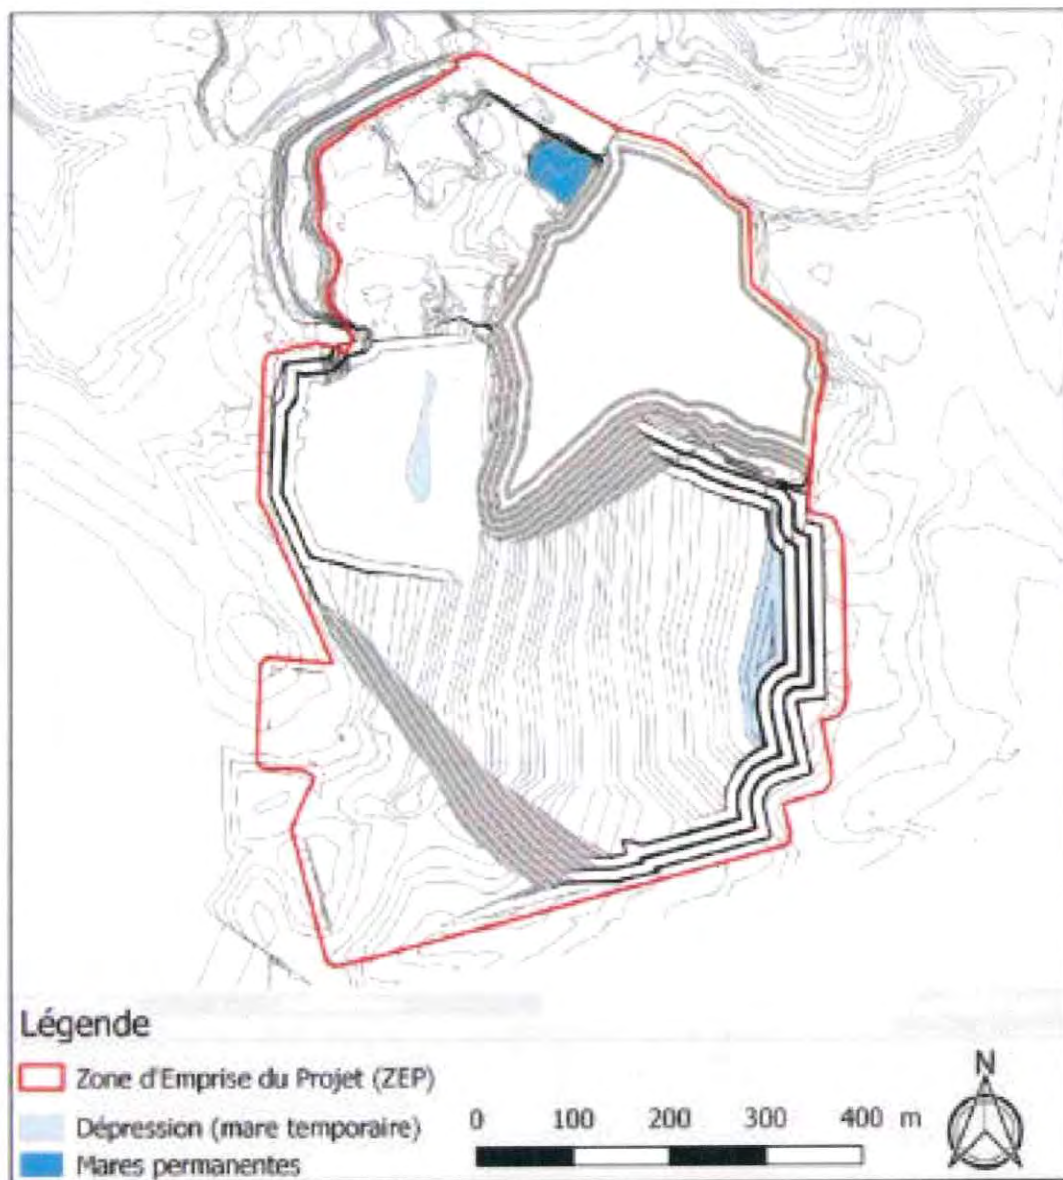 Légende
Zone d'Emprise du Projet (ZEP)
Dépression (mare temporaire)
Mares permanentes
0 100 200 300 400 m
N